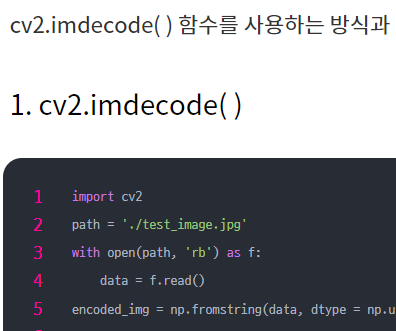 cv2.imdecode( ) 함수를 사용하는 방식과
1. cv2.imdecode( )
1 import cv2
2 path = './test_image.jpg'
3 with open(path, 'rb') as f:
4 data = f.read()
5 encoded_img = np.fromstring(data, dtype = np.u